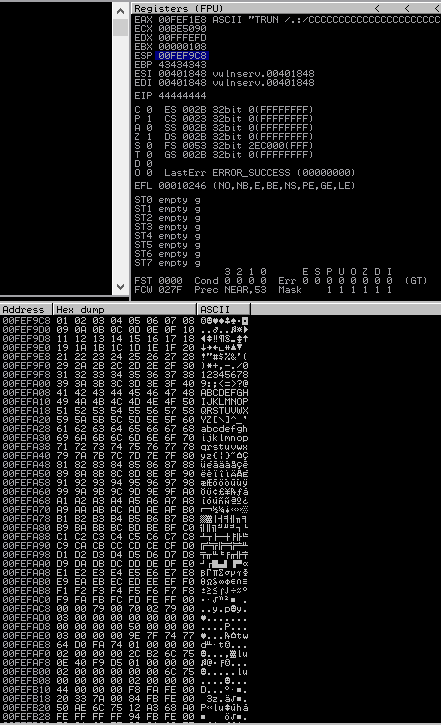 Registers (FPU) < <
EAX 00FEF1E8 ASCII "TRUN /.:/CCCCCCCCCCCCCCCCCCCCC
ECX 00BE5090
EDX 00FFFEFD
EBX 00000108
ESP 00FEF9C8
EBP 43434343
ESI 00401848 vulnserv.00401848
EDI 00401848 vulnserv.00401848
EIP 44444444
C 0 ES 002B 32bit 0(FFFFFFFF)
P 1 CS 0023 32bit 0(FFFFFFFF)
A 0 SS 002B 32bit 0(FFFFFFFF)
Z 1 DS 002B 32bit 0(FFFFFFFF)
S 0 FS 0053 32bit 2EC000(FFF)
T 0 GS 002B 32bit 0(FFFFFFFF)
D 0
O 0 LastErr ERROR_SUCCESS (00000000)
EFL 00010246 (NO,NB,E,BE,NS,PE,GE,LE)
ST0 empty g
ST1 empty g
ST2 empty g
ST3 empty g
ST4 empty g
ST5 empty g
ST6 empty g
ST7 empty g
3 2 1 0 E S P U O Z D I
FST 0000 Cond 0 0 0 0 Err 0 0 0 0 0 0 0 0 (GT)
FCW 027F Prec NEAR,53 Mask 1 1 1 1 1 1
Address Hex dump ASCII
00FEF9C8 01 02 03 04 05 06 07 08
00FEF9D0 09 0A 0B 0C 0D 0E 0F 10
00FEF9D8 11 12 13 14 15 16 17 18
00FEF9E0 19 1A 1B 1C 1D 1E 1F 20
00FEF9E8 21 22 23 24 25 26 27 28 !"#$%&'(
00FEF9F0 29 2A 2B 2C 2D 2E 2F 30 )*+,-./0
00FEF9F8 31 32 33 34 35 36 37 38 12345678
00FEFA00 39 3A 3B 3C 3D 3E 3F 40 9:;<=>?@
00FEFA08 41 42 43 44 45 46 47 48 ABCDEFGH
00FEFA10 49 4A 4B 4C 4D 4E 4F 50 IJKLMNOP
00FEFA18 51 52 53 54 55 56 57 58 QRSTUVWX
00FEFA20 59 5A 5B 5C 5D 5E 5F 60 YZ[\]^_`
00FEFA28 61 62 63 64 65 66 67 68 abcdefgh
00FEFA30 69 6A 6B 6C 6D 6E 6F 70 ijklmnop
00FEFA38 71 72 73 74 75 76 77 78 qrstuvwx
00FEFA40 79 7A 7B 7C 7D 7E 7F 80 yz{|}~⌂Ç
00FEFA48 81 82 83 84 85 86 87 88 üéâäàåçê
00FEFA50 89 8A 8B 8C 8D 8E 8F 90 ëèïîìÄÅÉ
00FEFA58 91 92 93 94 95 96 97 98 æÆôöòûùÿ
00FEFA60 99 9A 9B 9C 9D 9E 9F A0 ÖÜ¢£¥₧ƒá
00FEFA68 A1 A2 A3 A4 A5 A6 A7 A8 íóúñÑªº¿
00FEFA70 A9 AA AB AC AD AE AF B0
00FEFA78 B1 B2 B3 B4 B5 B6 B7 B8
00FEFA80 B9 BA BB BC BD BE BF C0
00FEFA88 C1 C2 C3 C4 C5 C6 C7 C8
00FEFA90 C9 CA CB CC CD CE CF D0
00FEFA98 D1 D2 D3 D4 D5 D6 D7 D8
00FEFAA0 D9 DA DB DC DD DE DF E0
00FEFAA8 E1 E2 E3 E4 E5 E6 E7 E8
00FEFAB0 E9 EA EB EC ED EE EF F0
00FEFAB8 F1 F2 F3 F4 F5 F6 F7 F8
00FEFAC0 F9 FA FB FC FD FE FF 00
00FEFAC8 00 00 79 00 70 02 79 00
00FEFAD0 03 00 00 00 00 00 00 00
00FEFAD8 00 00 00 00 50 00 00 00
00FEFAE0 03 00 00 00 9E 7F 74 77
00FEFAE8 64 D0 FA 74 01 00 00 00
00FEFAF0 02 00 00 00 2C B2 6C 75
00FEFAF8 0E 40 F9 D5 01 00 00 00
00FEFB00 02 00 00 00 02 B2 6C 75
00FEFB10 44 00 00 00 F8 FA FE 00
00FEFB18 20 33 7A 00 84 FB FE 00
00FEFB20 50 AE 6C 75 12 A3 68 A0
00FEFB28 FE FF FF FF 94 FB FE 00